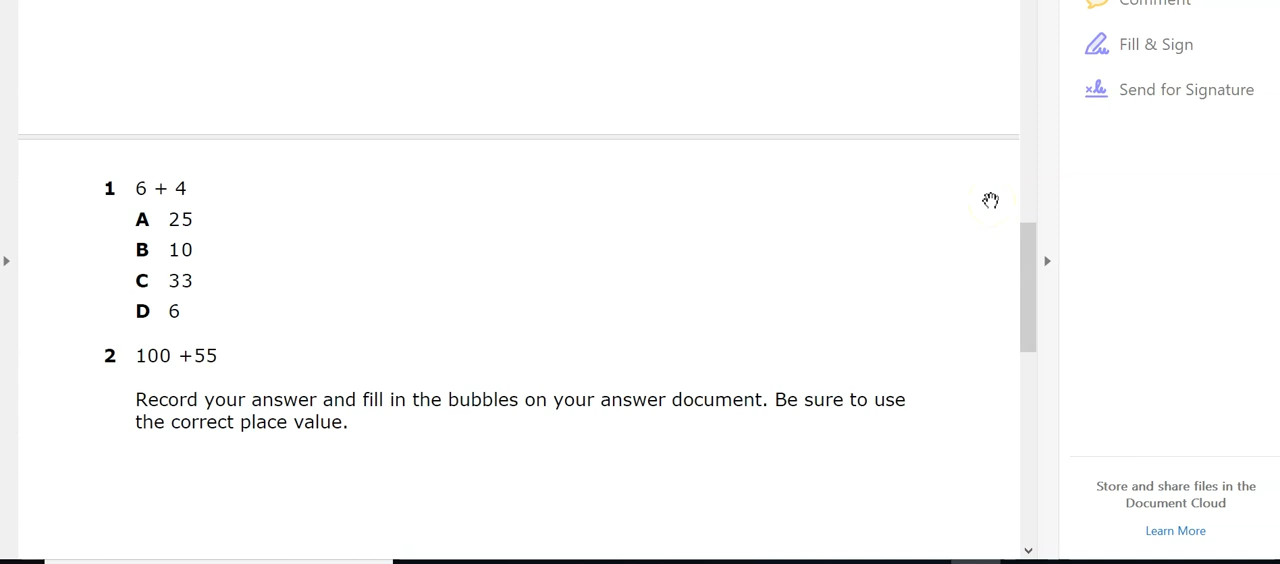 Comment
Fill & Sign
Send for Signature
1 6 + 4
A 25
B 10
C 33
D 6
2 100 +55
Record your answer and fill in the bubbles on your answer document. Be sure to use
the correct place value.
Store and share files in the
Document Cloud
Learn More